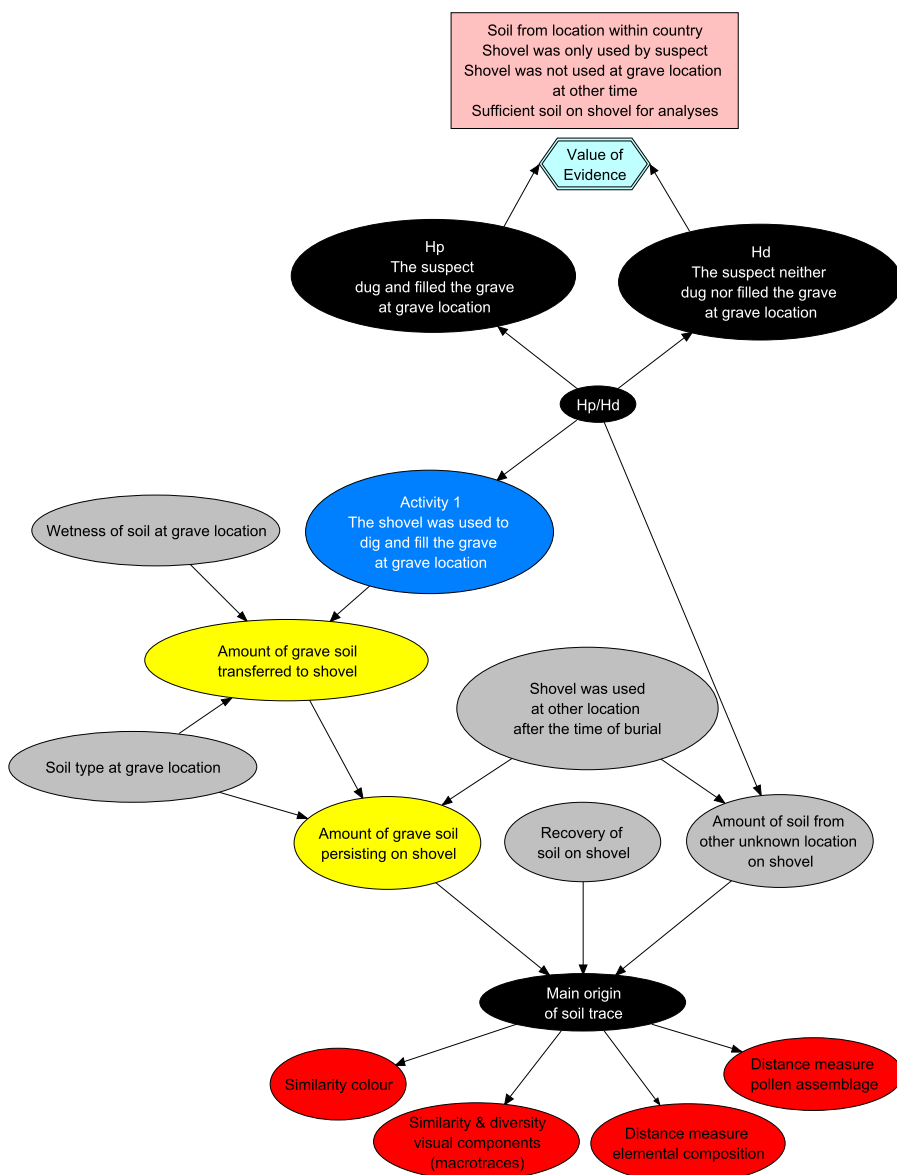 Soil from location within country
Shovel was only used by suspect
Shovel was not used at grave location
at other time
Sufficient soil on shovel for analyses
Value of
Evidence
Hp
The suspect
dug and filled the grave
at grave location
Hd
The suspect neither
dug nor filled the grave
at grave location
Hp/Hd
Activity 1
The shovel was used to
dig and fill the grave
at grave location
Wetness of soil at grave location
Amount of grave soil
transferred to shovel
Shovel was used
at other location
after the time of burial
Soil type at grave location
Amount of grave soil
persisting on shovel
Recovery of
soil on shovel
Amount of soil from
other unknown location
on shovel
Main origin
of soil trace
Similarity colour
Similarity & diversity
visual components
(macrotraces)
Distance measure
elemental composition
Distance measure
pollen assemblage